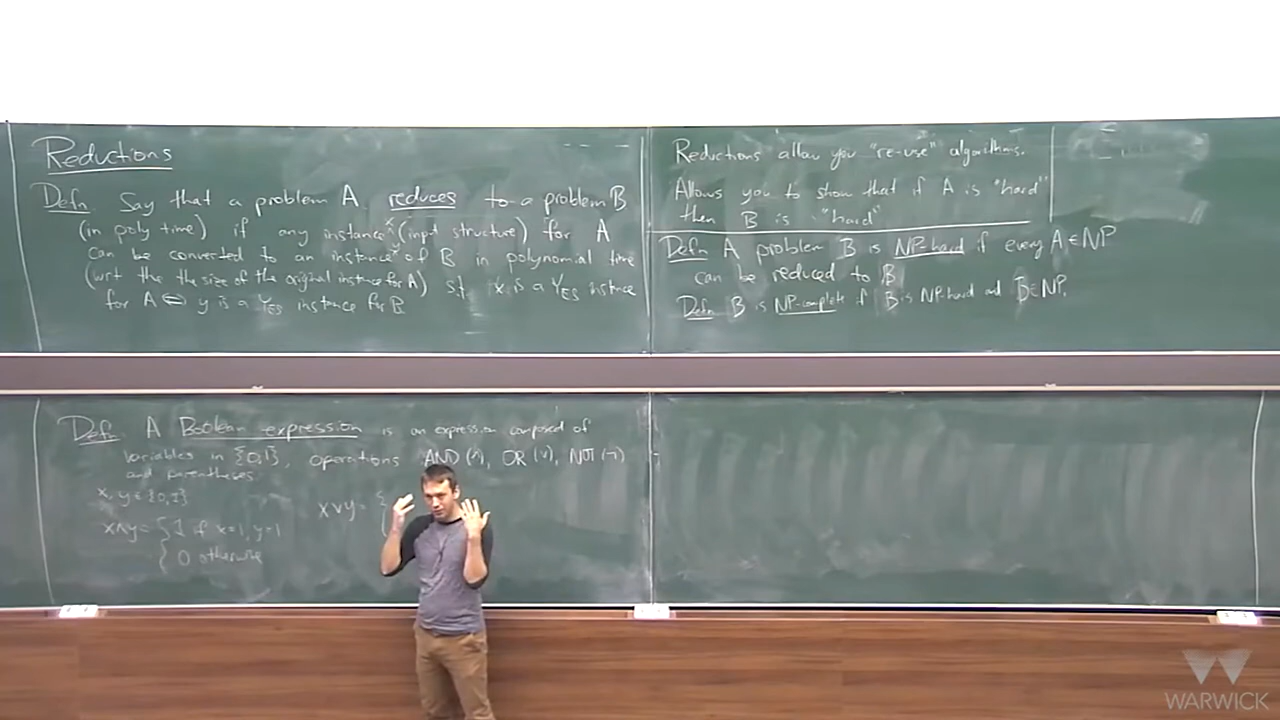 Reductions
Defn. Say that a problem A reduces to a problem B
(in poly time) if any instance x (input structure) for A
can be converted to an instance y of B in polynomial time
(wrt the the size of the original instance for A) s.t. x is a YES instance
for A ⟺ y is a YES instance for B
Reductions allow you "re-use" algorithms.
Allows you to show that if A is "hard"
then B is "hard"
Defn A problem B is NP-hard if every A ∈ NP
can be reduced to B
Defn B is NP-complete if B is NP-hard and B ∈ NP.
Defn. A Boolean expression is an expression composed of
variables in {0,1}, operations AND (∧), OR (∨), NOT (¬)
and parentheses.
x, y ∈ {0,1}
x∧y = { 1 if x=1, y=1
{ 0 otherwise
x∨y = {
WARWICK